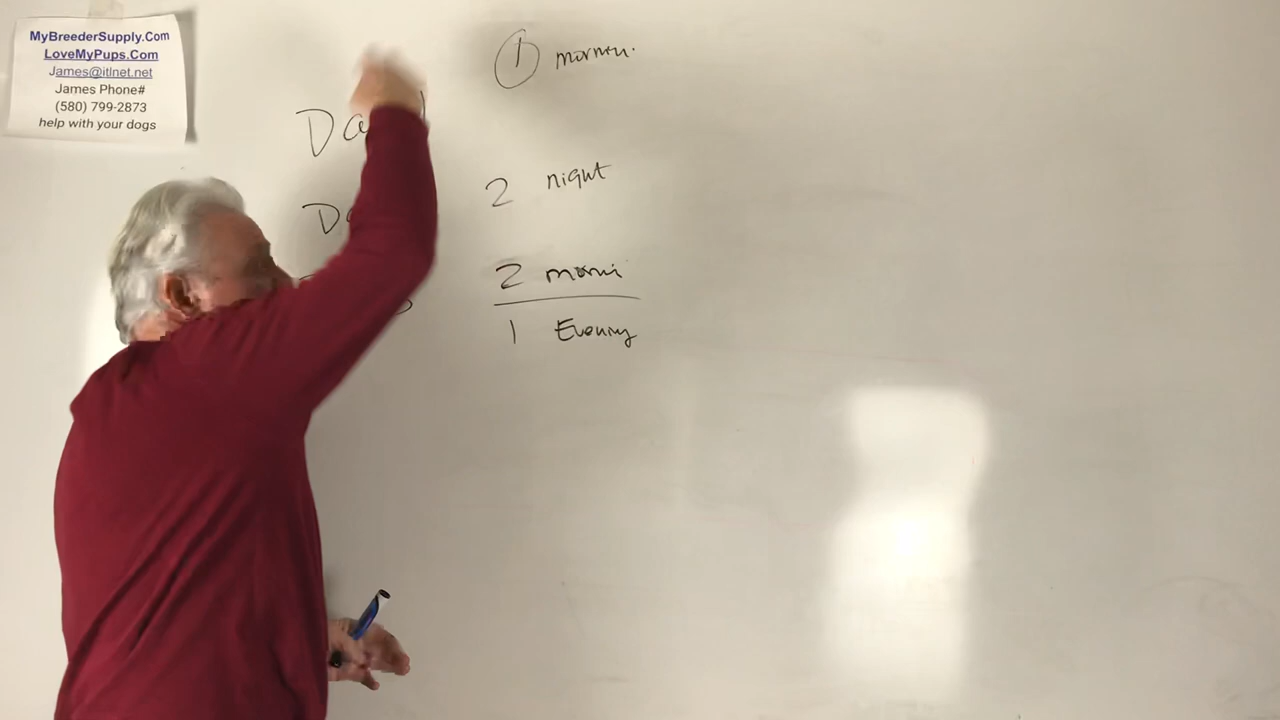 MyBreederSupply.Com
LoveMyPups.Com
James@itlnet.net
James Phone#
(580) 799-2873
help with your dogs
1 mornen.
2 night
2 morni
1 Evening